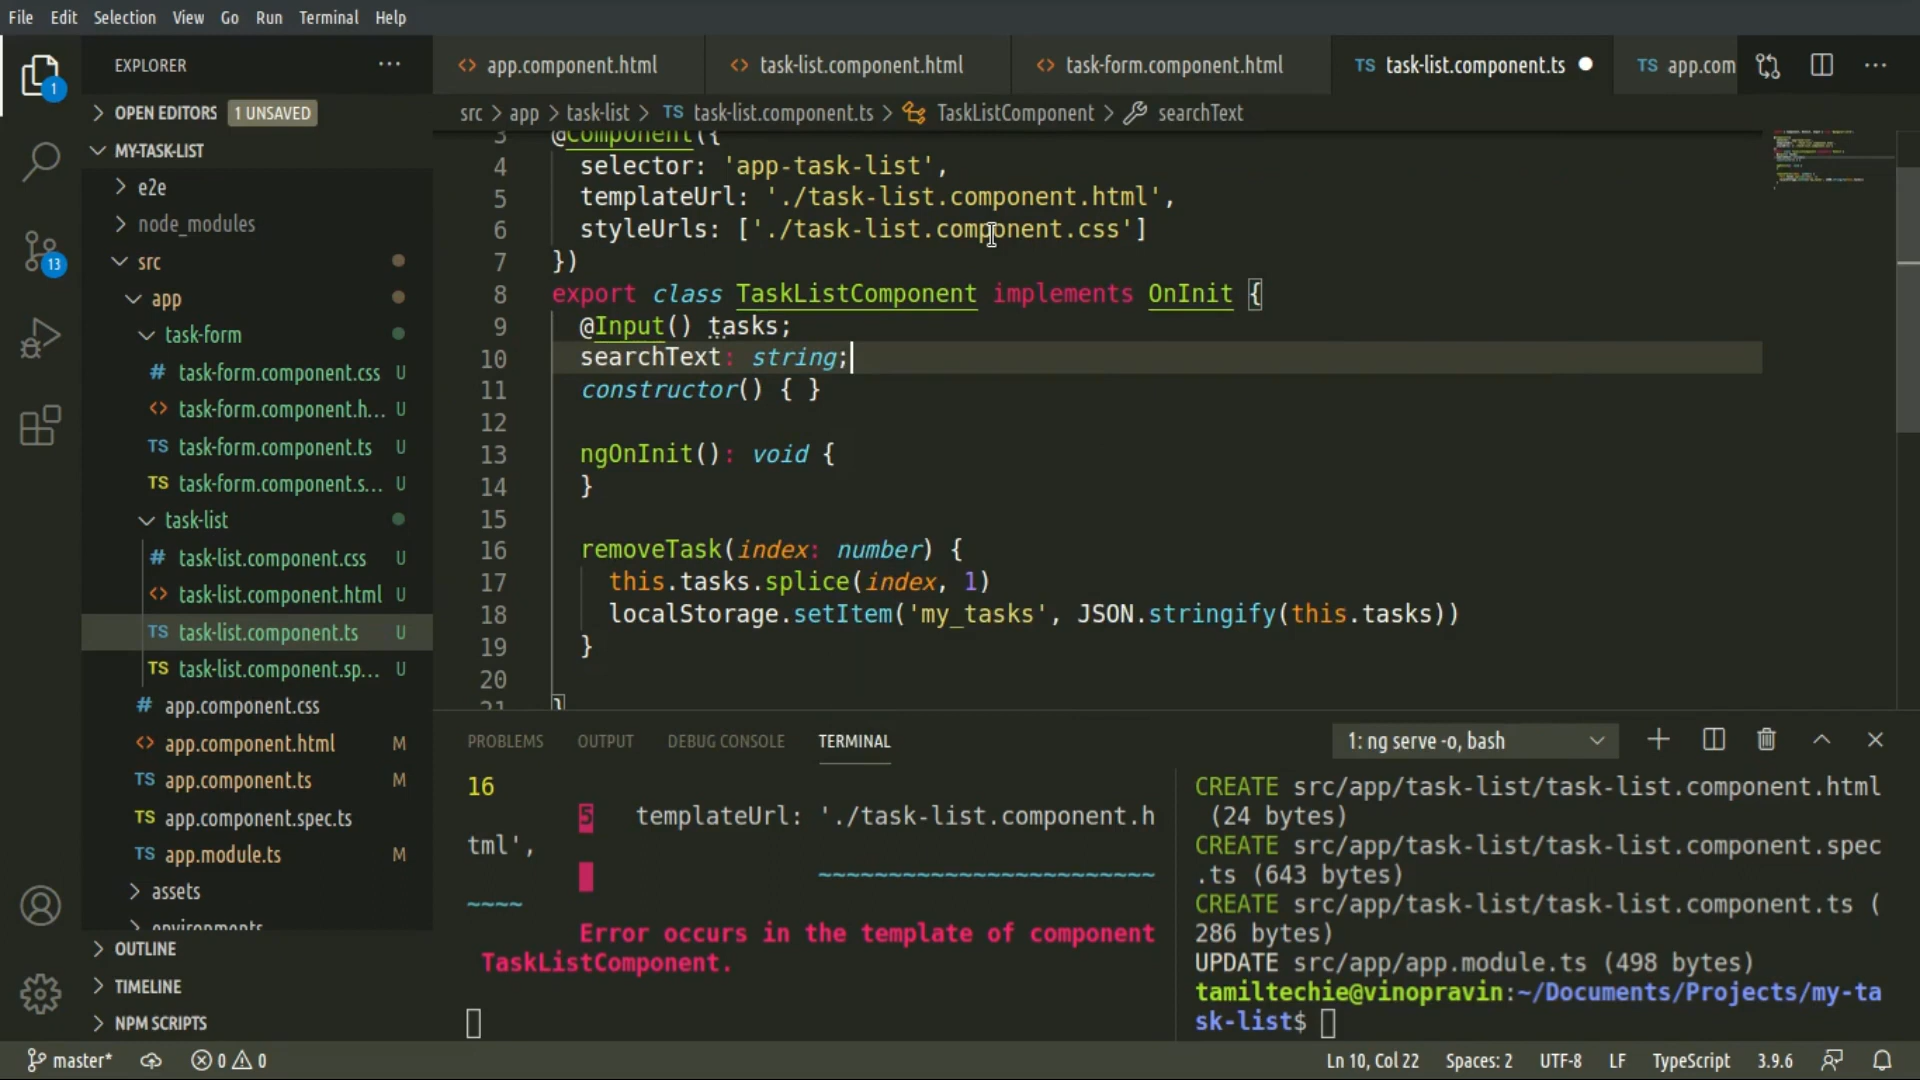 File Edit Selection View Go Run Terminal Help
EXPLORER
OPEN EDITORS 1 UNSAVED
MY-TASK-LIST
e2e
node_modules
src
app
task-form
task-form.component.css U
task-form.component.h... U
task-form.component.ts U
task-form.component.s... U
task-list
task-list.component.css U
task-list.component.html U
task-list.component.ts U
task-list.component.sp... U
app.component.css
app.component.html M
app.component.ts M
app.component.spec.ts
app.module.ts M
assets
environments
OUTLINE
TIMELINE
NPM SCRIPTS
app.component.html task-list.component.html task-form.component.html TS task-list.component.ts TS app.com
src > app > task-list > TS task-list.component.ts > TaskListComponent > searchText
3 @Component({
4 selector: 'app-task-list',
5 templateUrl: './task-list.component.html',
6 styleUrls: ['./task-list.component.css']
7 })
8 export class TaskListComponent implements OnInit {
9 @Input() tasks;
10 searchText: string;
11 constructor() { }
12
13 ngOnInit(): void {
14 }
15
16 removeTask(index: number) {
17 this.tasks.splice(index, 1)
18 localStorage.setItem('my_tasks', JSON.stringify(this.tasks))
19 }
20
21 }
PROBLEMS OUTPUT DEBUG CONSOLE TERMINAL 1: ng serve -o, bash
16
5 templateUrl: './task-list.component.h
tml',
~~~~~~~~~~~~~~~~~~~~~~~~
~~~~
Error occurs in the template of component
TaskListComponent.
CREATE src/app/task-list/task-list.component.html
(24 bytes)
CREATE src/app/task-list/task-list.component.spec
.ts (643 bytes)
CREATE src/app/task-list/task-list.component.ts (
286 bytes)
UPDATE src/app/app.module.ts (498 bytes)
tamiltechie@vinopravin:~/Documents/Projects/my-ta
sk-list$
master* 0 0 Ln 10, Col 22 Spaces: 2 UTF-8 LF TypeScript 3.9.6
1
13